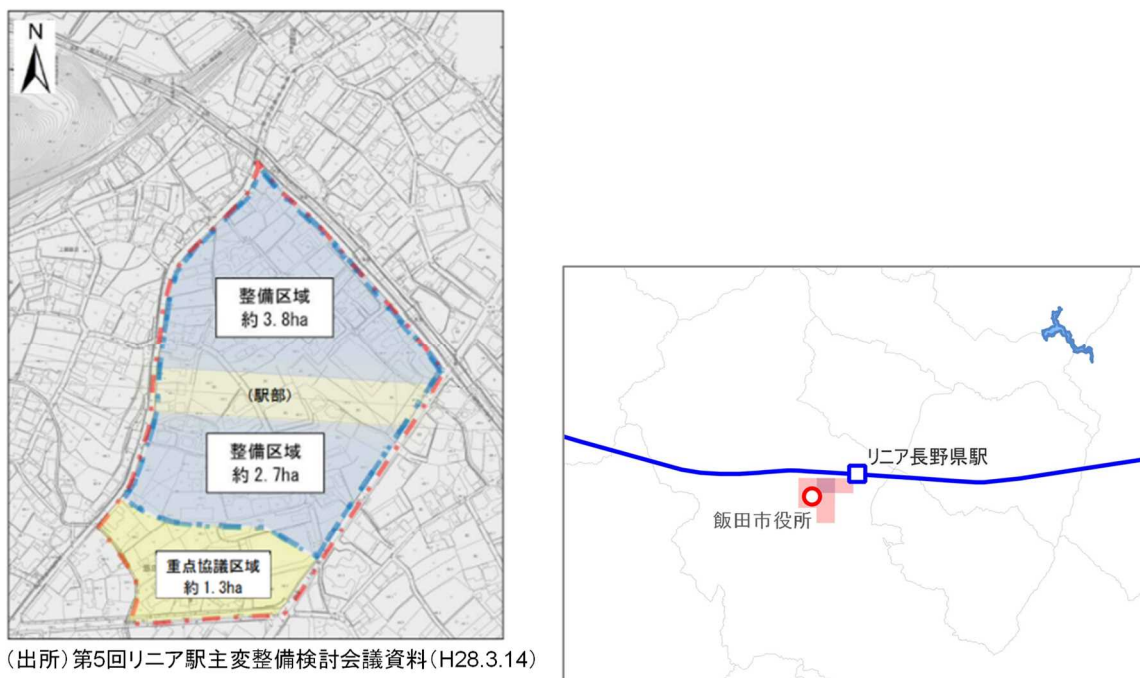 N
整備区域
約3.8ha
(駅部)
整備区域
約2.7ha
重点協議区域
約1.3ha
(出所)第5回リニア駅主変整備検討会議資料(H28.3.14)
リニア長野県駅
飯田市役所